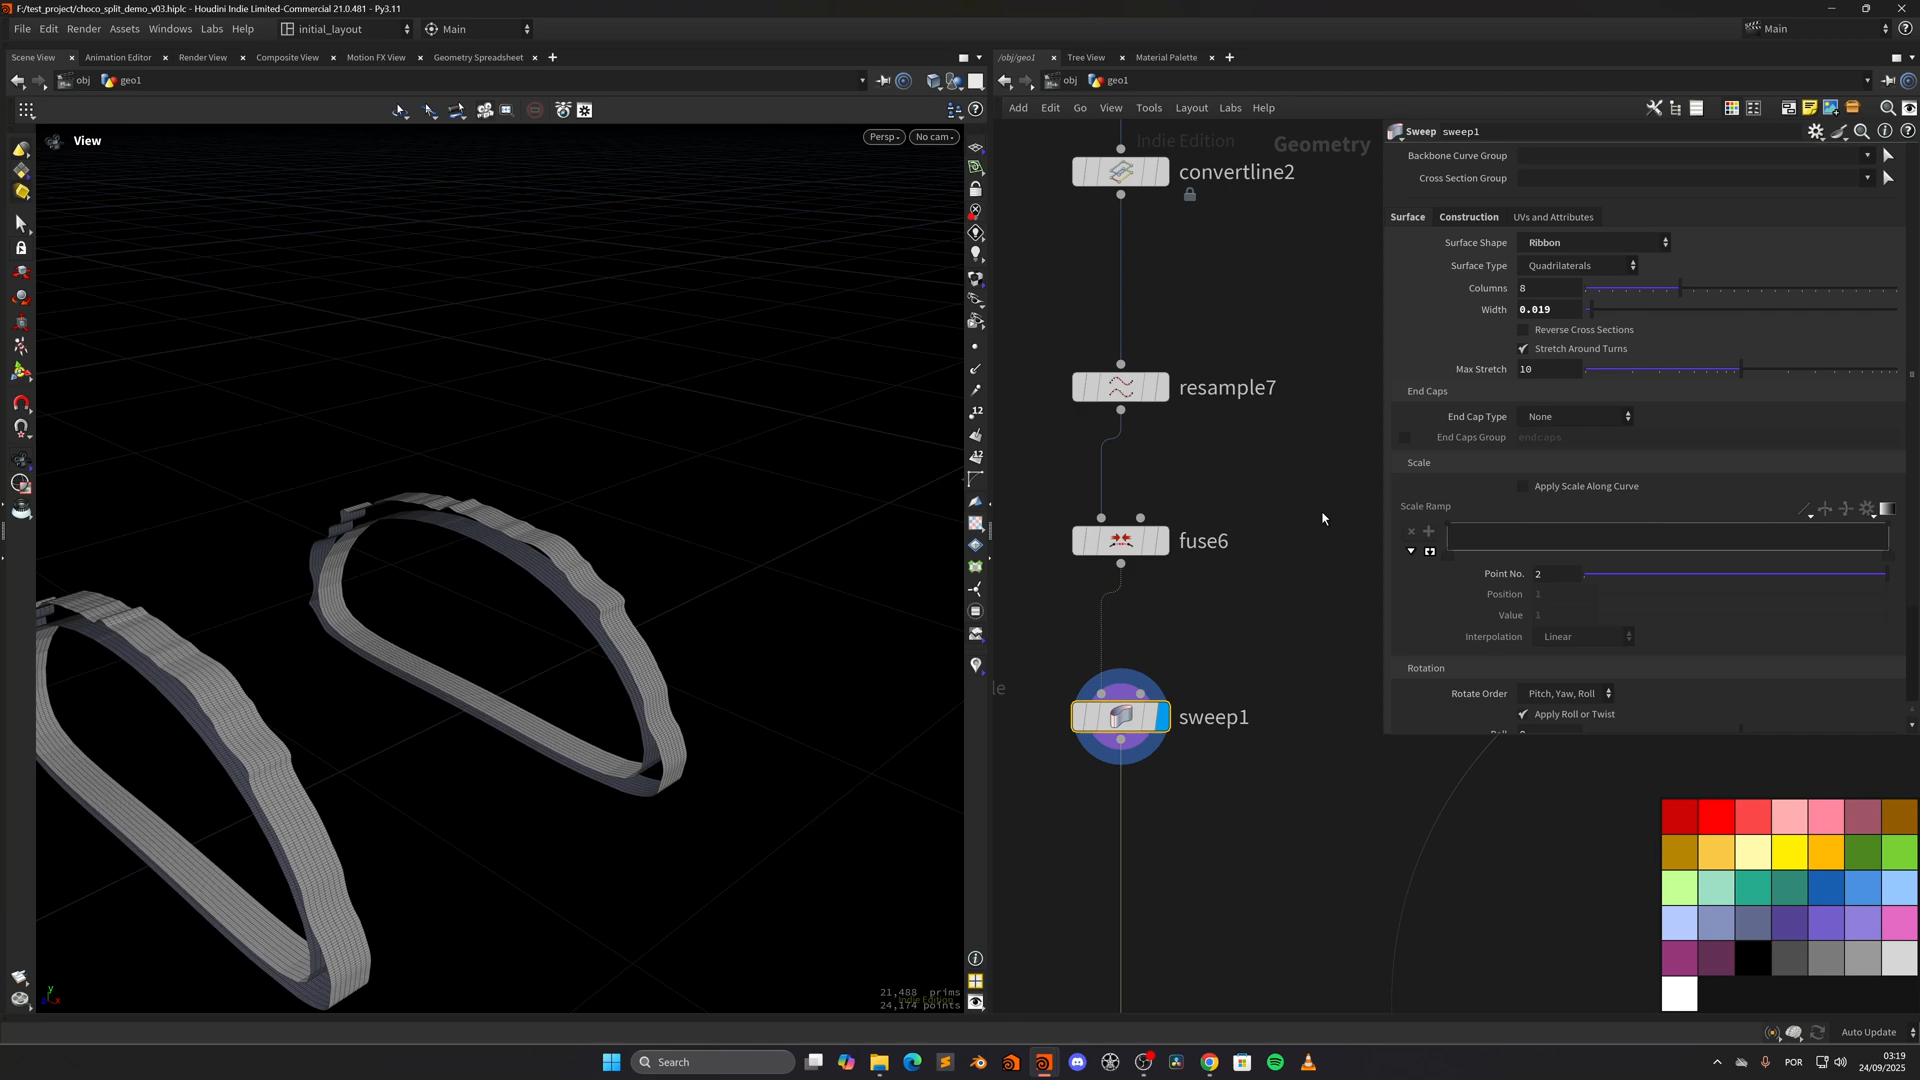 F:/test_project/choco_split_demo_v03.hiplc - Houdini Indie Limited-Commercial 21.0.481 - Py3.11
File Edit Render Assets Windows Labs Help initial_layout Main Main
Scene View Animation Editor Render View Composite View Motion FX View Geometry Spreadsheet
/obj/geo1 Tree View Material Palette
obj geo1
obj geo1
Add Edit Go View Tools Layout Labs Help
View
Persp No cam
Indie Edition
Geometry
convertline2
resample7
fuse6
sweep1
le
Sweep sweep1
Backbone Curve Group
Cross Section Group
Surface Construction UVs and Attributes
Surface Shape Ribbon
Surface Type Quadrilaterals
Columns 8
Width 0.019
Reverse Cross Sections
Stretch Around Turns
Max Stretch 10
End Caps
End Cap Type None
End Caps Group endcaps
Scale
Apply Scale Along Curve
Scale Ramp
Point No. 2
Position 1
Value 1
Interpolation Linear
Rotation
Rotate Order Pitch, Yaw, Roll
Apply Roll or Twist
12
12
21,488 prims
Indie Edition
24,174 points
Auto Update
Search
POR
03:19
24/09/2025